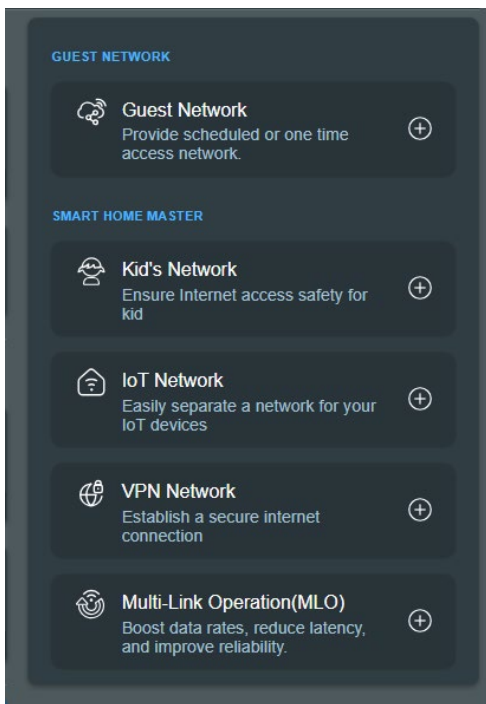 GUEST NETWORK
Guest Network
Provide scheduled or one time
access network.
SMART HOME MASTER
Kid's Network
Ensure Internet access safety for
kid
IoT Network
Easily separate a network for your
IoT devices
VPN Network
Establish a secure internet
connection
Multi-Link Operation(MLO)
Boost data rates, reduce latency,
and improve reliability.